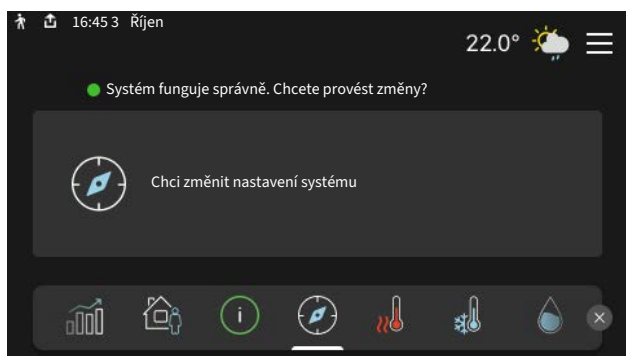 16:45 3 Říjen
22.0°
Systém funguje správně. Chcete provést změny?
Chci změnit nastavení systému
i